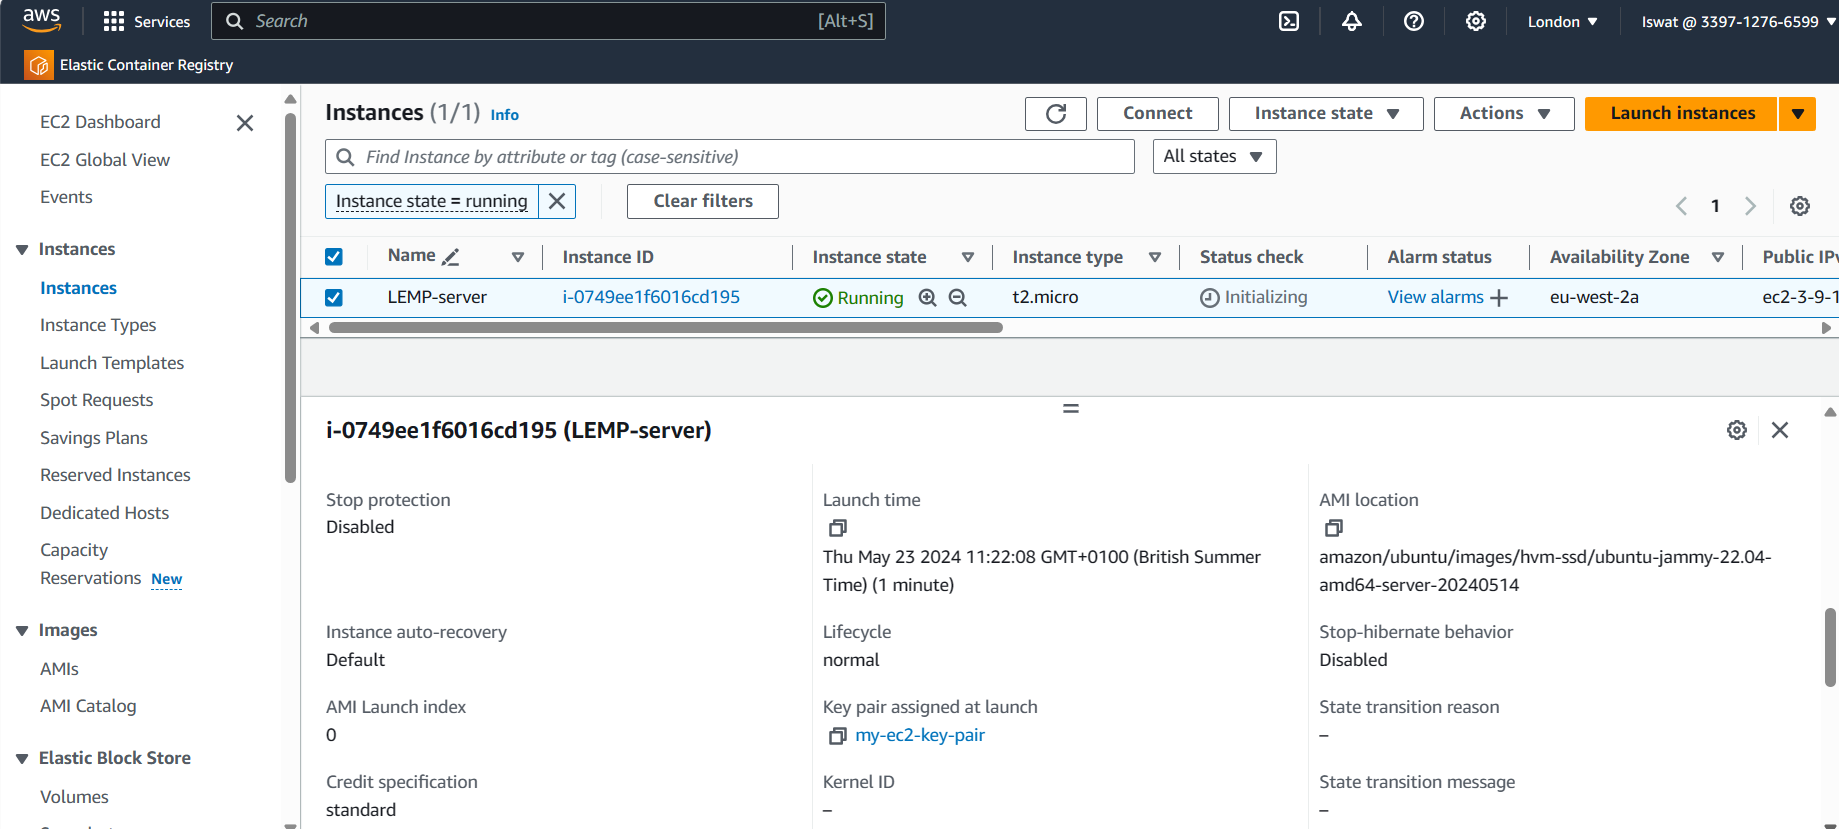 aws
Services
Search
[Alt+S]
London
Iswat @ 3397-1276-6599
Elastic Container Registry
EC2 Dashboard
EC2 Global View
Events
Instances
Instances
Instance Types
Launch Templates
Spot Requests
Savings Plans
Reserved Instances
Dedicated Hosts
Capacity
Reservations New
Images
AMIs
AMI Catalog
Elastic Block Store
Volumes
Instances (1/1) Info
Connect
Instance state
Actions
Launch instances
Find Instance by attribute or tag (case-sensitive)
All states
Instance state = running
Clear filters
1
Name
Instance ID
Instance state
Instance type
Status check
Alarm status
Availability Zone
Public IPv
LEMP-server
i-0749ee1f6016cd195
Running
t2.micro
Initializing
View alarms +
eu-west-2a
ec2-3-9-1
i-0749ee1f6016cd195 (LEMP-server)
Stop protection
Disabled
Launch time
Thu May 23 2024 11:22:08 GMT+0100 (British Summer
Time) (1 minute)
AMI location
amazon/ubuntu/images/hvm-ssd/ubuntu-jammy-22.04-
amd64-server-20240514
Instance auto-recovery
Default
Lifecycle
normal
Stop-hibernate behavior
Disabled
AMI Launch index
0
Key pair assigned at launch
my-ec2-key-pair
State transition reason
–
Credit specification
standard
Kernel ID
–
State transition message
–